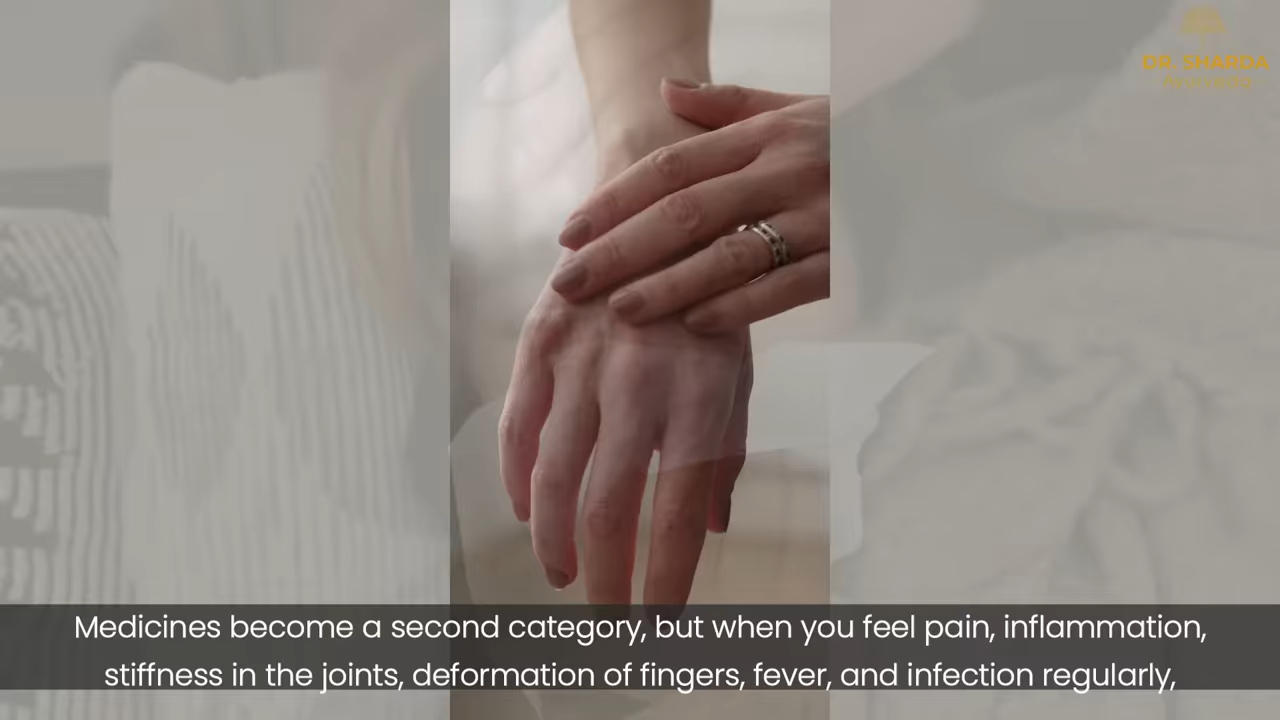 DR. SHARDA
Ayurveda
Medicines become a second category, but when you feel pain, inflammation,
stiffness in the joints, deformation of fingers, fever, and infection regularly,